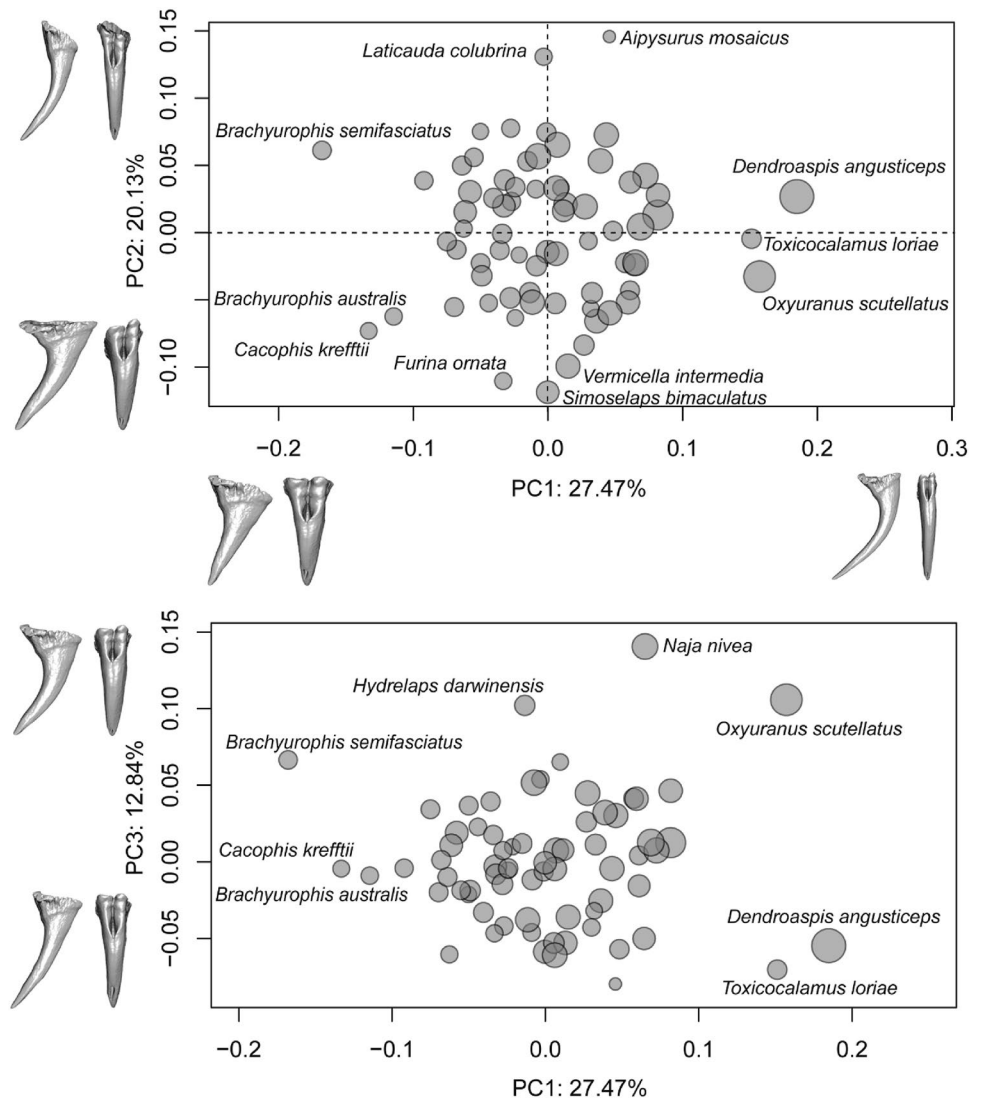 0.15
Laticauda colubrina
Aipysurus mosaicus
0.10
Brachyurophis semifasciatus
0.05
Dendroaspis angusticeps
PC2: 20.13%
0.00
Toxicocalamus loriae
Brachyurophis australis
Oxyuranus scutellatus
Cacophis krefftii
−0.10
Furina ornata
Vermicella intermedia
Simoselaps bimaculatus
−0.2 −0.1 0.0 0.1 0.2 0.3
PC1: 27.47%
0.15
Naja nivea
Hydrelaps darwinensis
0.10
Oxyuranus scutellatus
Brachyurophis semifasciatus
0.05
PC3: 12.84%
Cacophis krefftii
0.00
Brachyurophis australis
−0.05
Dendroaspis angusticeps
Toxicocalamus loriae
−0.2 −0.1 0.0 0.1 0.2
PC1: 27.47%